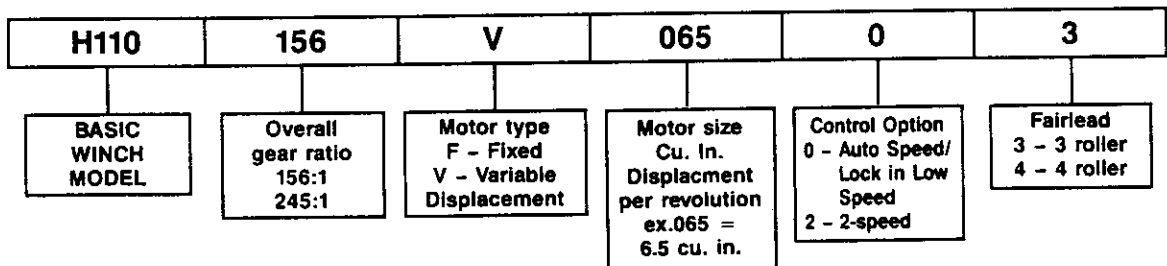 H110 156 V 065 0 3
BASIC
WINCH
MODEL
Overall
gear ratio
156:1
245:1
Motor type
F – Fixed
V – Variable
Displacement
Motor size
Cu. In.
Displacment
per revolution
ex.065 =
6.5 cu. in.
Control Option
0 – Auto Speed/
Lock in Low
Speed
2 – 2-speed
Fairlead
3 – 3 roller
4 – 4 roller